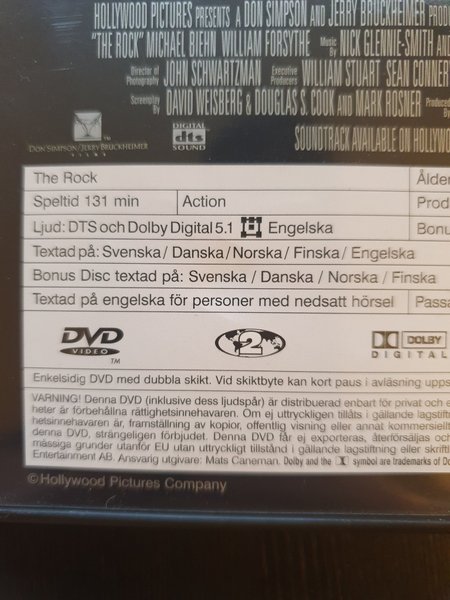 HOLLYWOOD PICTURES PRESENTS A DON SIMPSON AND JERRY BRUCKHEIMER
"THE ROCK" MICHAEL BIEHN WILLIAM FORSYTHE Music By NICK GLENNIE-SMITH AND
Director of Photography JOHN SCHWARTZMAN Executive Producers WILLIAM STUART SEAN
Screenplay By DAVID WEISBERG & DOUGLAS S. COOK AND MARK ROSNER Produced By
SOUNDTRACK AVAILABLE ON
DIGITAL
dts
SOUND
DON SIMPSON/JERRY BRUCKHEIMER
FILMS
The Rock
Speltid 131 min Action
Ljud: DTS och Dolby Digital 5.1 Engelska
Textad på: Svenska / Danska / Norska / Finska / Engelska
Bonus Disc textad på: Svenska / Danska / Norska / Finska
Textad på engelska för personer med nedsatt hörsel
DVD
VIDEO
TM
2
DOLBY
DIGITAL
Enkelsidig DVD med dubbla skikt. Vid skiktbyte kan kort paus i avläsning
VARNING! Denna DVD (inklusive dess ljudspår) är distribuerad enbart för privat och
heter är förbehållna rättighetsinnehavaren. Om ej uttryckligen tillåts i gällande
hetsinnehavaren, är framställning av kopior, offentlig visning eller annat
denna DVD, strängeligen förbjudet. Denna DVD får ej exporteras, återförsäljas
mässiga grunder utanför EU utan uttryckligt tillstånd i gällande lagstiftning eller
Entertainment AB. Ansvarig utgivare: Mats Caneman. Dolby and the symbol are trademarks of
© Hollywood Pictures Company